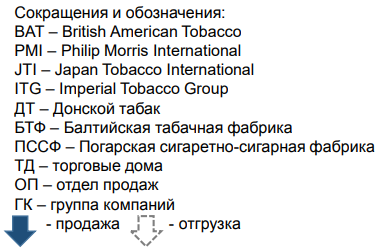 Сокращения и обозначения:
BAT – British American Tobacco
PMI – Philip Morris International
JTI – Japan Tobacco International
ITG – Imperial Tobacco Group
ДТ – Донской табак
БТФ – Балтийская табачная фабрика
ПССФ – Погарская сигаретно-сигарная фабрика
ТД – торговые дома
ОП – отдел продаж
ГК – группа компаний
- продажа - отгрузка